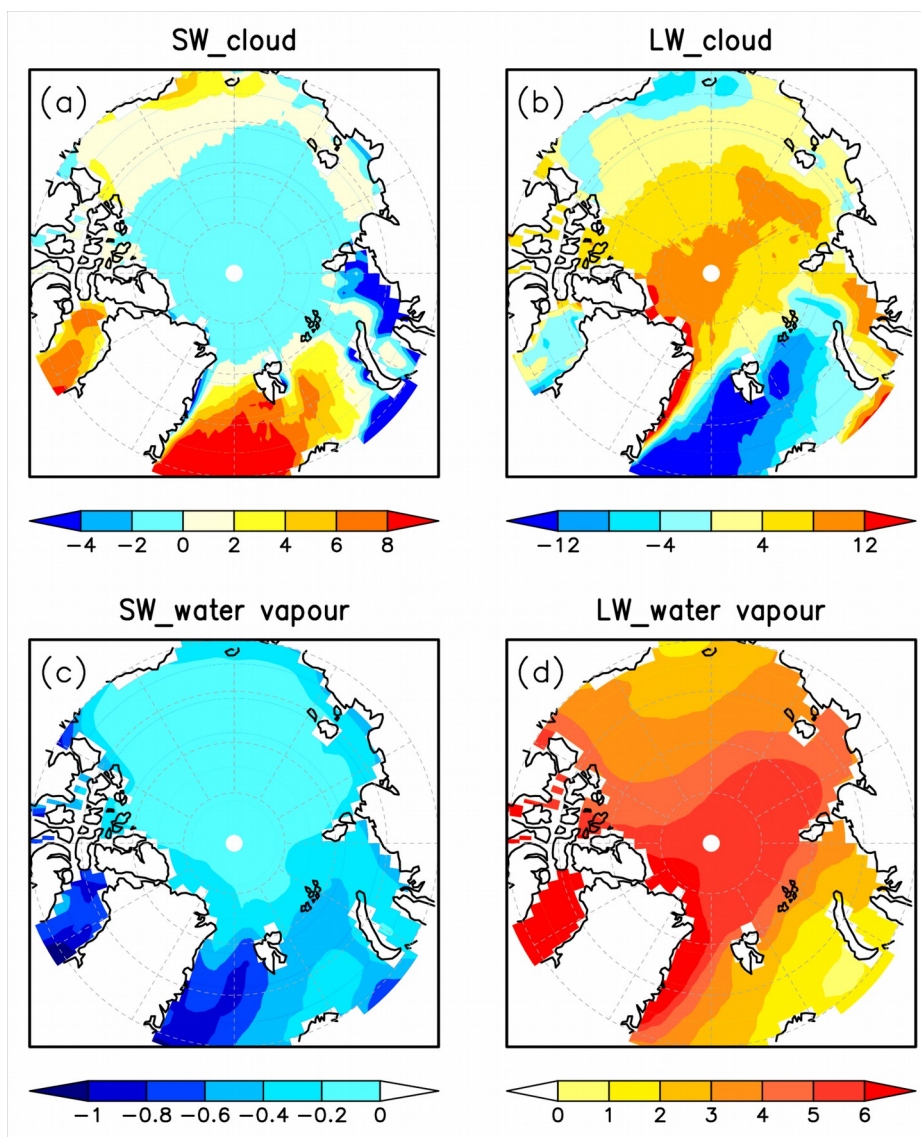 SW_cloud
LW_cloud
(a)
(b)
−4 −2 0 2 4 6 8
−12 −4 4 12
SW_water vapour
LW_water vapour
(c)
(d)
−1 −0.8 −0.6 −0.4 −0.2 0
0 1 2 3 4 5 6